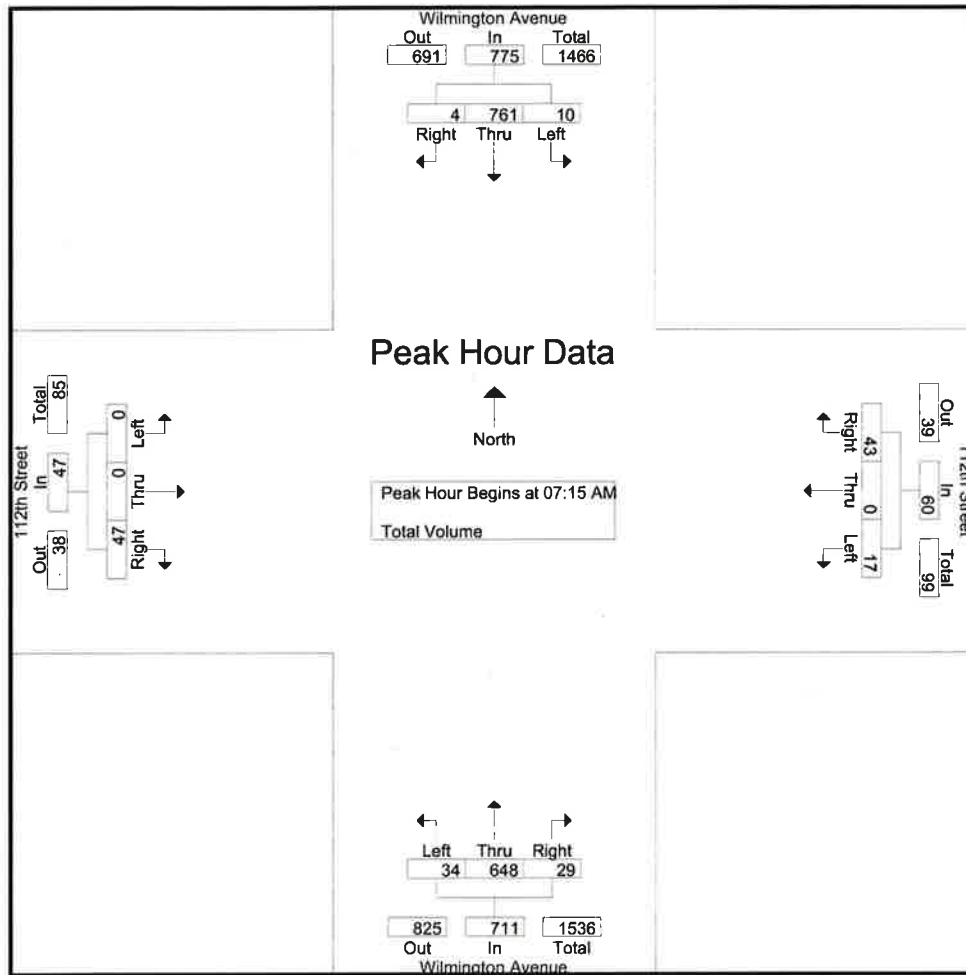 Wilmington Avenue
Out In Total
691 775 1466
4 761 10
Right Thru Left
Peak Hour Data
North
Peak Hour Begins at 07:15 AM
Total Volume
112th Street
Total In Out
85 47 38
0 0 47
Left Thru Right
Right Thru Left
43 0 17
Out In Total
39 60 99
112th Street
Left Thru Right
34 648 29
825 711 1536
Out In Total
Wilmington Avenue